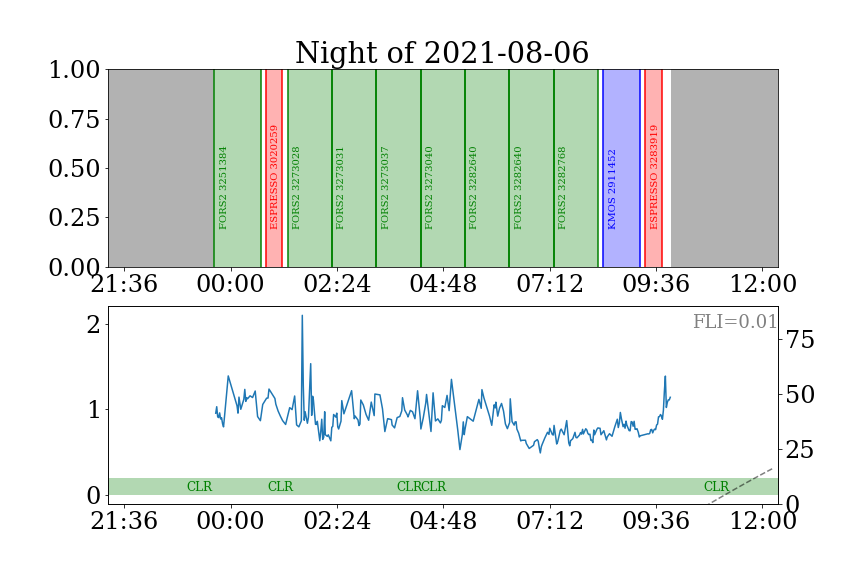 Night of 2021-08-06
1.00
0.75
0.50
0.25
0.00
FORS2 3251384
ESPRESSO 3020259
FORS2 3273028
FORS2 3273031
FORS2 3273037
FORS2 3273040
FORS2 3282640
FORS2 3282640
FORS2 3282768
KMOS 2911452
ESPRESSO 3283919
21:36 00:00 02:24 04:48 07:12 09:36 12:00
FLI=0.01
2
1
0
75
50
25
0
CLR CLR CLR CLR CLR
21:36 00:00 02:24 04:48 07:12 09:36 12:00